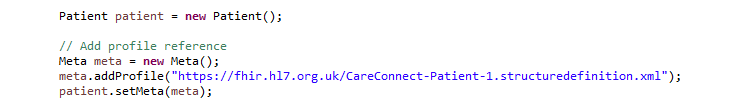 Patient patient = new Patient();
// Add profile reference
Meta meta = new Meta();
meta.addProfile("https://fhir.hl7.org.uk/CareConnect-Patient-1.structuredefinition.xml");
patient.setMeta(meta);